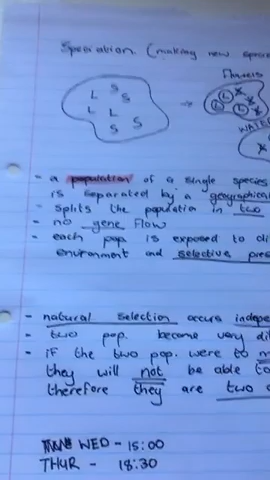 Speciation. (making new species
L S S
L S
L L S
S
Flowers
L L X X
L L X
WATER
X
- a population of a single species
is separated by a geographical
- splits the population in two
- no gene flow
- each pop is exposed to di
environment and selective pres
- natural selection occurs indepe
- two pop. become very di
- if the two pop. were to m
they will not be able to
therefore they are two
WED - 15:00
THUR - 18:30